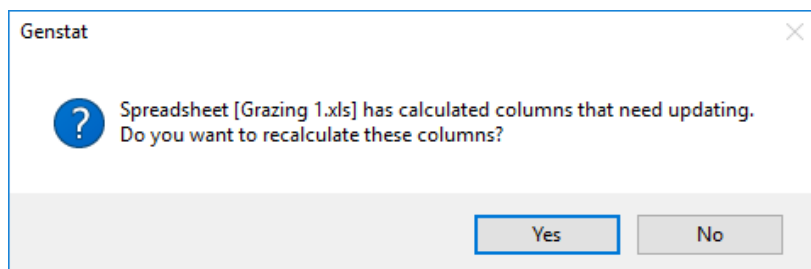 Genstat
Spreadsheet [Grazing 1.xls] has calculated columns that need updating.
Do you want to recalculate these columns?
Yes
No